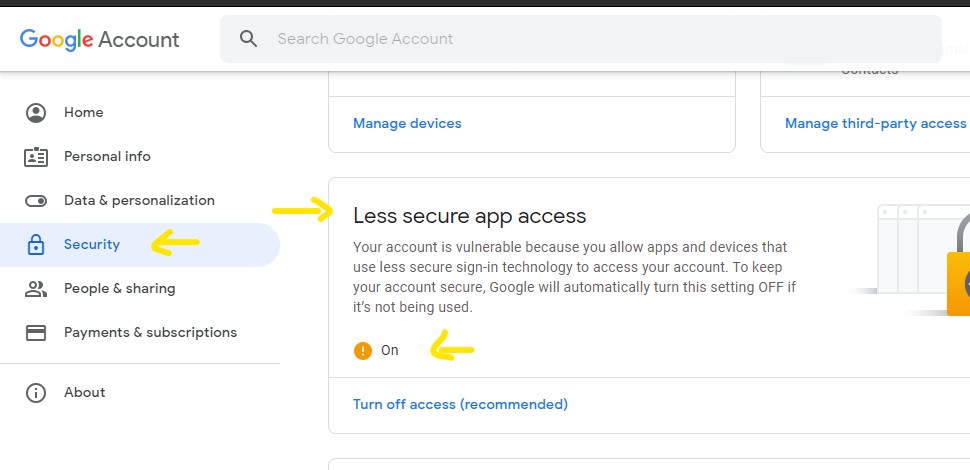 Google Account
Search Google Account
Home
Personal info
Data & personalization
Security
People & sharing
Payments & subscriptions
About
Manage devices
Contacts
Manage third-party access
Less secure app access
Your account is vulnerable because you allow apps and devices that
use less secure sign-in technology to access your account. To keep
your account secure, Google will automatically turn this setting OFF if
it's not being used.
On
Turn off access (recommended)